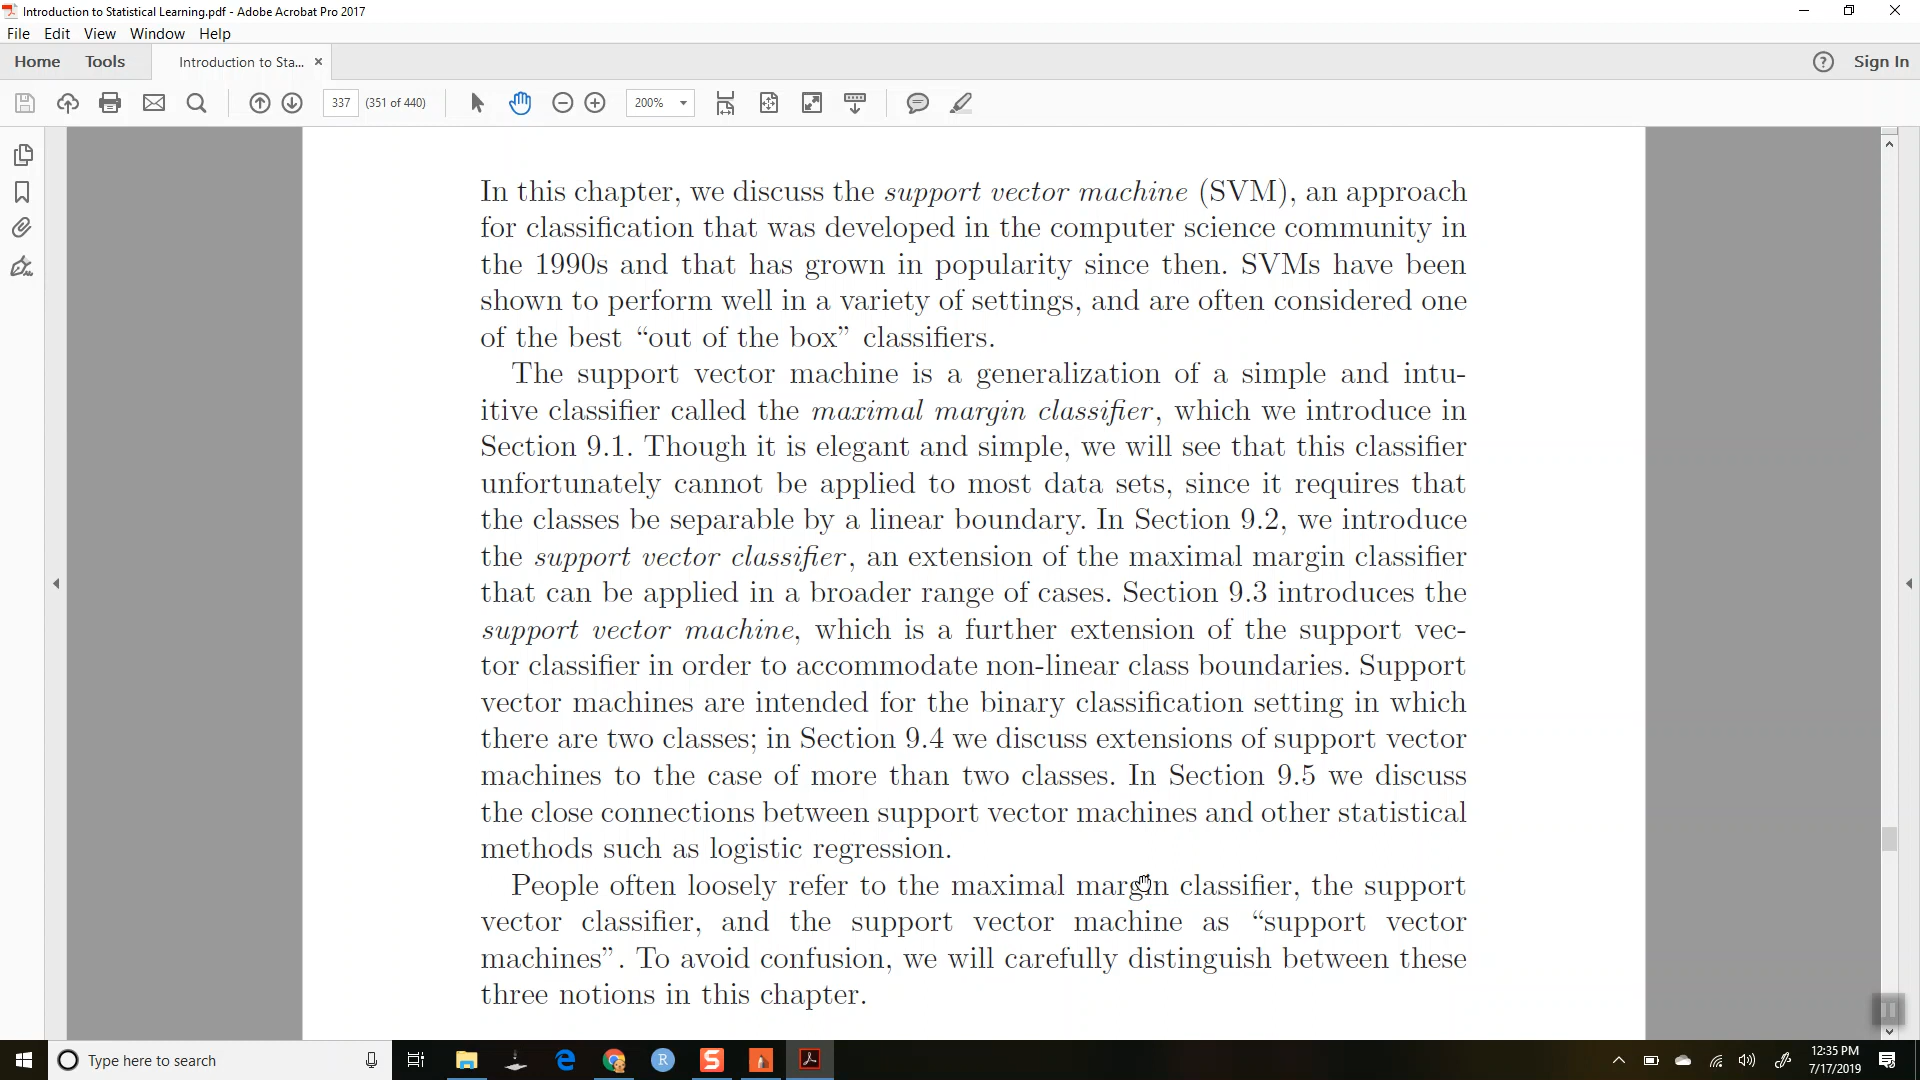 Introduction to Statistical Learning.pdf - Adobe Acrobat Pro 2017
File Edit View Window Help
Home Tools Introduction to Sta... × ? Sign In
337 (351 of 440) 200%
In this chapter, we discuss the support vector machine (SVM), an approach
for classification that was developed in the computer science community in
the 1990s and that has grown in popularity since then. SVMs have been
shown to perform well in a variety of settings, and are often considered one
of the best “out of the box” classifiers.
The support vector machine is a generalization of a simple and intu-
itive classifier called the maximal margin classifier, which we introduce in
Section 9.1. Though it is elegant and simple, we will see that this classifier
unfortunately cannot be applied to most data sets, since it requires that
the classes be separable by a linear boundary. In Section 9.2, we introduce
the support vector classifier, an extension of the maximal margin classifier
that can be applied in a broader range of cases. Section 9.3 introduces the
support vector machine, which is a further extension of the support vec-
tor classifier in order to accommodate non-linear class boundaries. Support
vector machines are intended for the binary classification setting in which
there are two classes; in Section 9.4 we discuss extensions of support vector
machines to the case of more than two classes. In Section 9.5 we discuss
the close connections between support vector machines and other statistical
methods such as logistic regression.
People often loosely refer to the maximal margin classifier, the support
vector classifier, and the support vector machine as “support vector
machines”. To avoid confusion, we will carefully distinguish between these
three notions in this chapter.
Type here to search
12:35 PM
7/17/2019